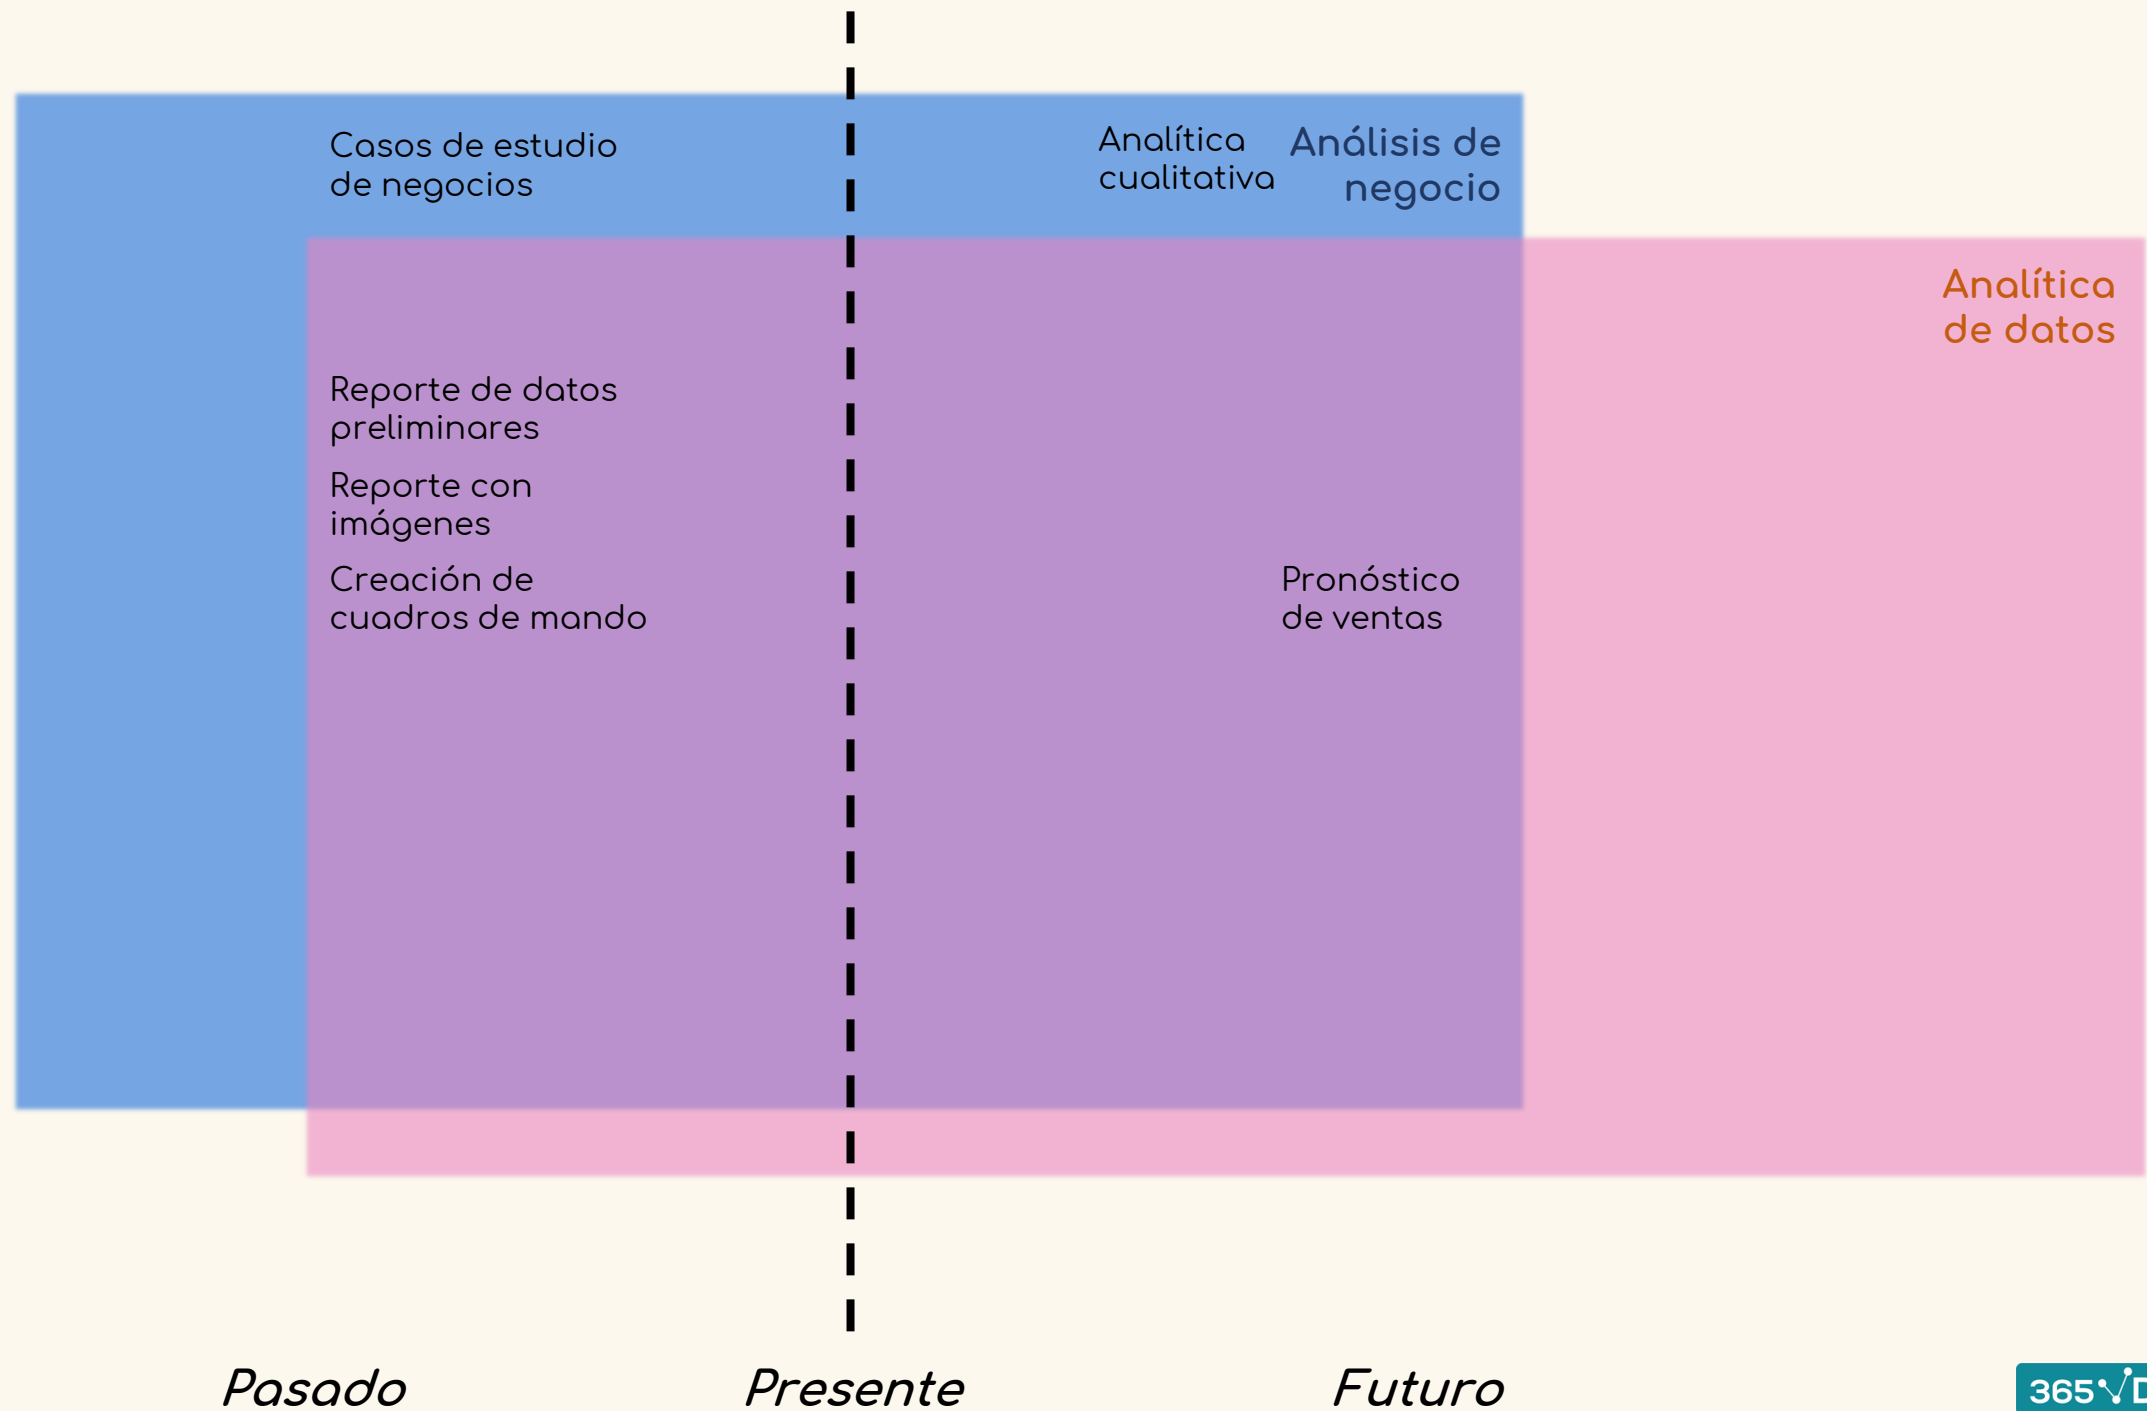 Casos de estudio
de negocios
Analítica
cualitativa
Análisis de
negocio
Analítica
de datos
Reporte de datos
preliminares
Reporte con
imágenes
Creación de
cuadros de mando
Pronóstico
de ventas
Pasado
Presente
Futuro
365